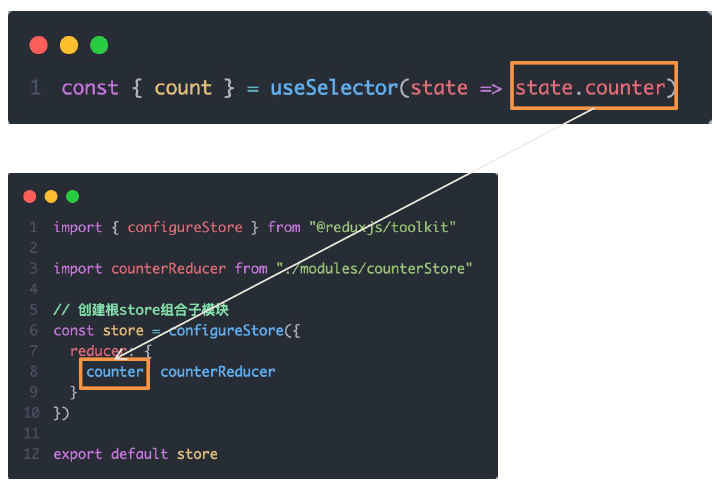 1 const { count } = useSelector(state => state.counter)
1 import { configureStore } from "@reduxjs/toolkit"
2
3 import counterReducer from "./modules/counterStore"
4
5 // 创建根store组合子模块
6 const store = configureStore({
7 reducer: {
8 counter counterReducer
9 }
10 })
11
12 export default store